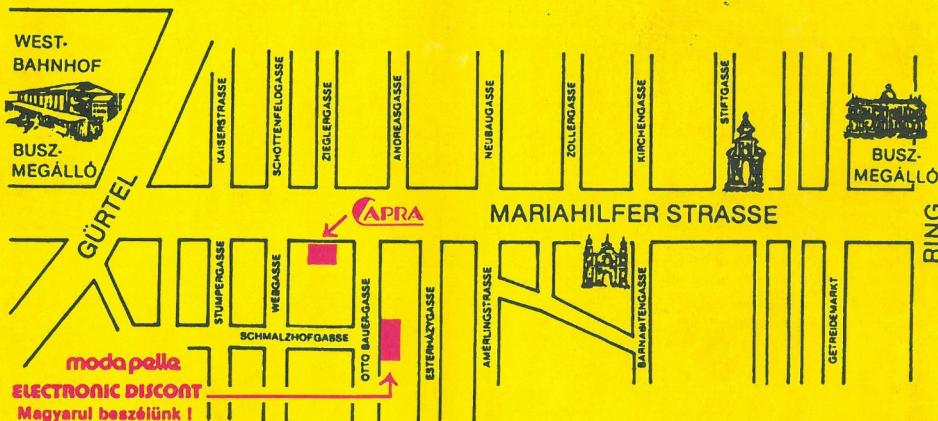 WEST-
BAHNHOF
BUSZ-
MEGÁLLÓ
GÜRTEL
KAISERSTRASSE
SCHOTTENFELDGASSE
ZIEGLERGASSE
ANDREASGASSE
NEUBAUGASSE
ZOLLERGASSE
KIRCHENGASSE
STIFTGASSE
BUSZ-
MEGÁLLÓ
CAPRA
MARIAHILFER STRASSE
RING
STUMPERGASSE
WEBGASSE
SCHMALZHOFGASSE
OTTO BAUER-GASSE
ESTERHÁZYGASSE
AMERLINGSTRASSE
BARNABITENGASSE
GETREIDEMARKT
moda pelle
ELECTRONIC DISCONT
Magyarul beszélünk !